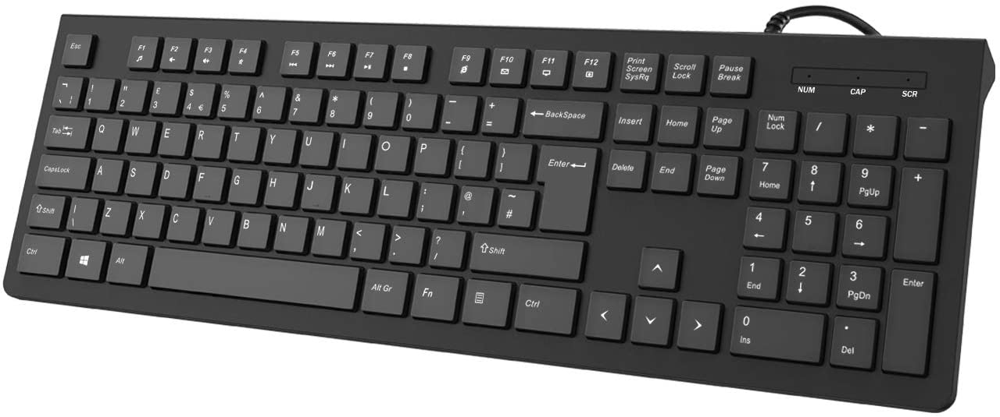 Esc F1 F2 F3 F4 F5 F6 F7 F8 F9 F10 F11 F12 Print Screen SysRq Scroll Lock Pause Break
NUM CAP SCR
¬ ` ¦ ! 1 " 2 £ 3 $ 4 € % 5 ^ 6 & 7 * 8 ( 9 ) 0 _ - + = ←BackSpace Insert Home Page Up Num Lock / * -
Tab Q W E R T Y U I O P { [ } ] Enter Delete End Page Down 7 Home 8 ↑ 9 PgUp +
CapsLock A S D F G H J K L : ; @ ' ~ # 4 ← 5 6 →
⇧Shift | \ Z X C V B N M < , > . ? / ⇧Shift 1 End 2 ↓ 3 PgDn Enter
Ctrl Alt Alt Gr Fn Ctrl 0 Ins . Del